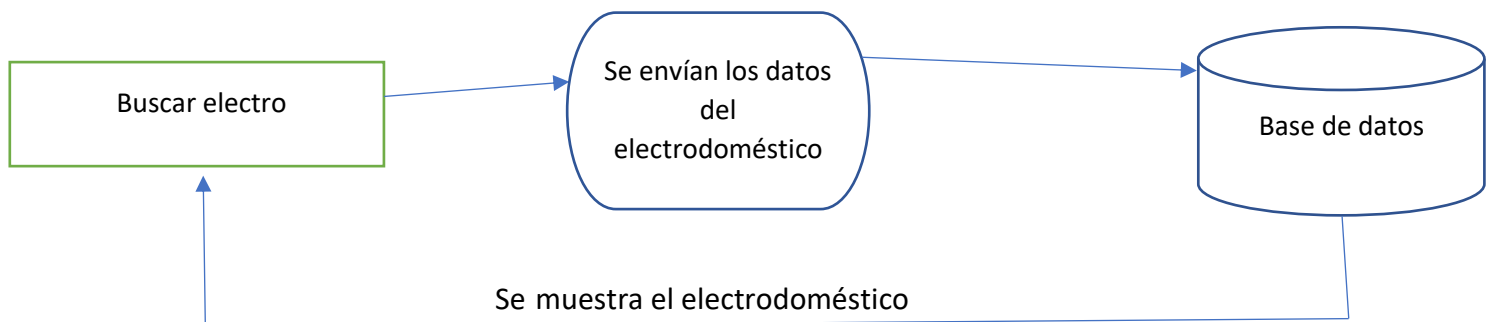 Buscar electro
Se envían los datos
del
electrodoméstico
Base de datos
Se muestra el electrodoméstico